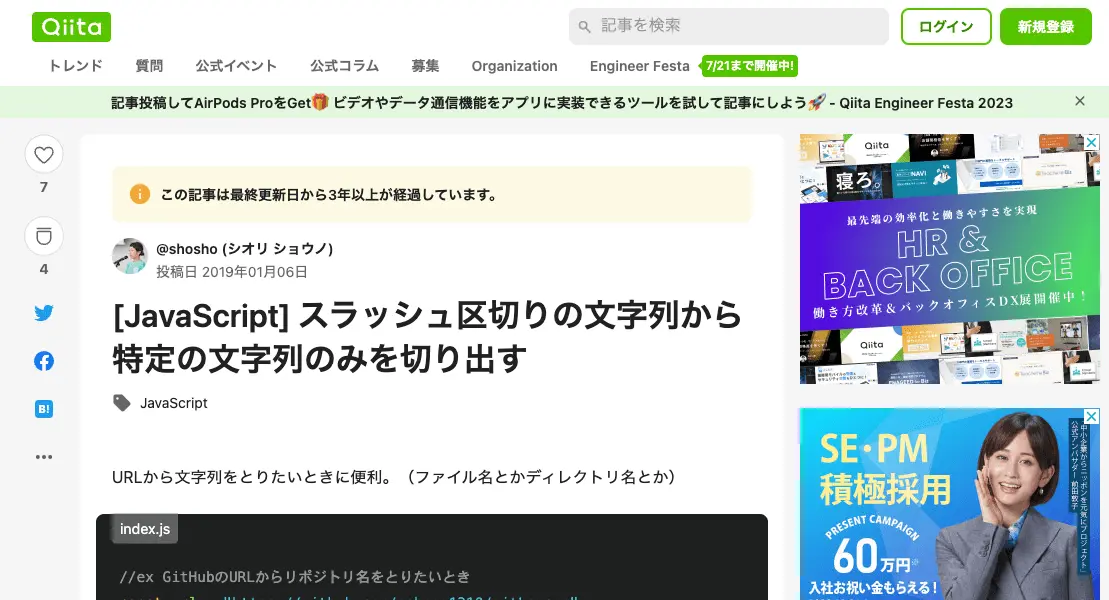 Qiita
記事を検索
ログイン
新規登録
トレンド 質問 公式イベント 公式コラム 募集 Organization Engineer Festa 7/21まで開催中!
記事投稿してAirPods ProをGet🎁 ビデオやデータ通信機能をアプリに実装できるツールを試して記事にしよう🚀 - Qiita Engineer Festa 2023
7
4
B!
この記事は最終更新日から3年以上が経過しています。
@shosho (シオリ ショウノ)
投稿日 2019年01月06日
[JavaScript] スラッシュ区切りの文字列から
特定の文字列のみを切り出す
JavaScript
URLから文字列をとりたいときに便利。（ファイル名とかディレクトリ名とか）
index.js
//ex GitHubのURLからリポジトリ名をとりたいとき
Qiita
寝ろ。
NAVI
最先端の効率化と働きやすさを実現
HR &
BACK OFFICE
働き方改革&バックオフィスDX展開催中!
Qiita
SE・PM
積極採用
PRESENT CAMPAIGN
60万円※
入社お祝い金もらえる!
中小企業からニッポンを元気にプロジェクト
公式アンバサダー 前田敦子